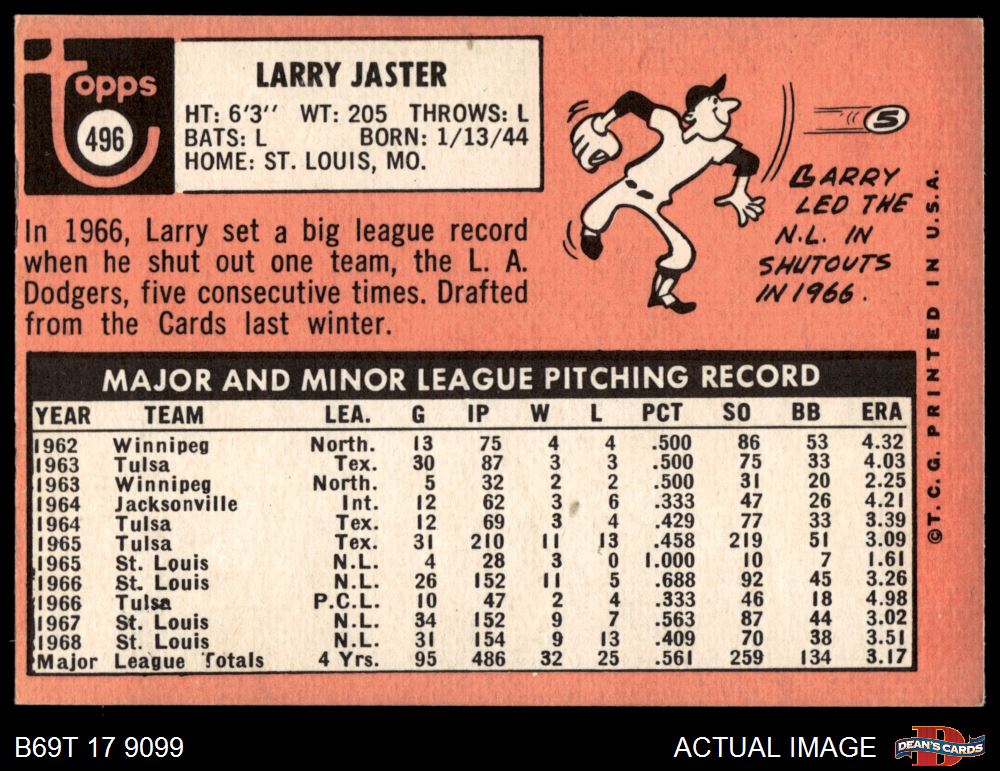 Topps
496
LARRY JASTER
HT: 6'3'' WT: 205 THROWS: L
BATS: L BORN: 1/13/44
HOME: ST. LOUIS, MO.
In 1966, Larry set a big league record
when he shut out one team, the L. A.
Dodgers, five consecutive times. Drafted
from the Cards last winter.
5
LARRY
LED THE
N.L. IN
SHUTOUTS
IN 1966.
MAJOR AND MINOR LEAGUE PITCHING RECORD
YEAR TEAM LEA. G IP W L PCT SO BB ERA
1962 Winnipeg North. 13 75 4 4 .500 86 53 4.32
1963 Tulsa Tex. 30 87 3 3 .500 75 33 4.03
1963 Winnipeg North. 5 32 2 2 .500 31 20 2.25
1964 Jacksonville Int. 12 62 3 6 .333 47 26 4.21
1964 Tulsa Tex. 12 69 3 4 .429 77 33 3.39
1965 Tulsa Tex. 31 210 11 13 .458 219 51 3.09
1965 St. Louis N.L. 4 28 3 0 1.000 10 7 1.61
1966 St. Louis N.L. 26 152 11 5 .688 92 45 3.26
1966 Tulsa P.C.L. 10 47 2 4 .333 46 18 4.98
1967 St. Louis N.L. 34 152 9 7 .563 87 44 3.02
1968 St. Louis N.L. 31 154 9 13 .409 70 38 3.51
Major League Totals 4 Yrs. 95 486 32 25 .561 259 134 3.17
©T. C. G. PRINTED IN U.S.A.
B69T 17 9099
ACTUAL IMAGE
DEAN'S CARDS